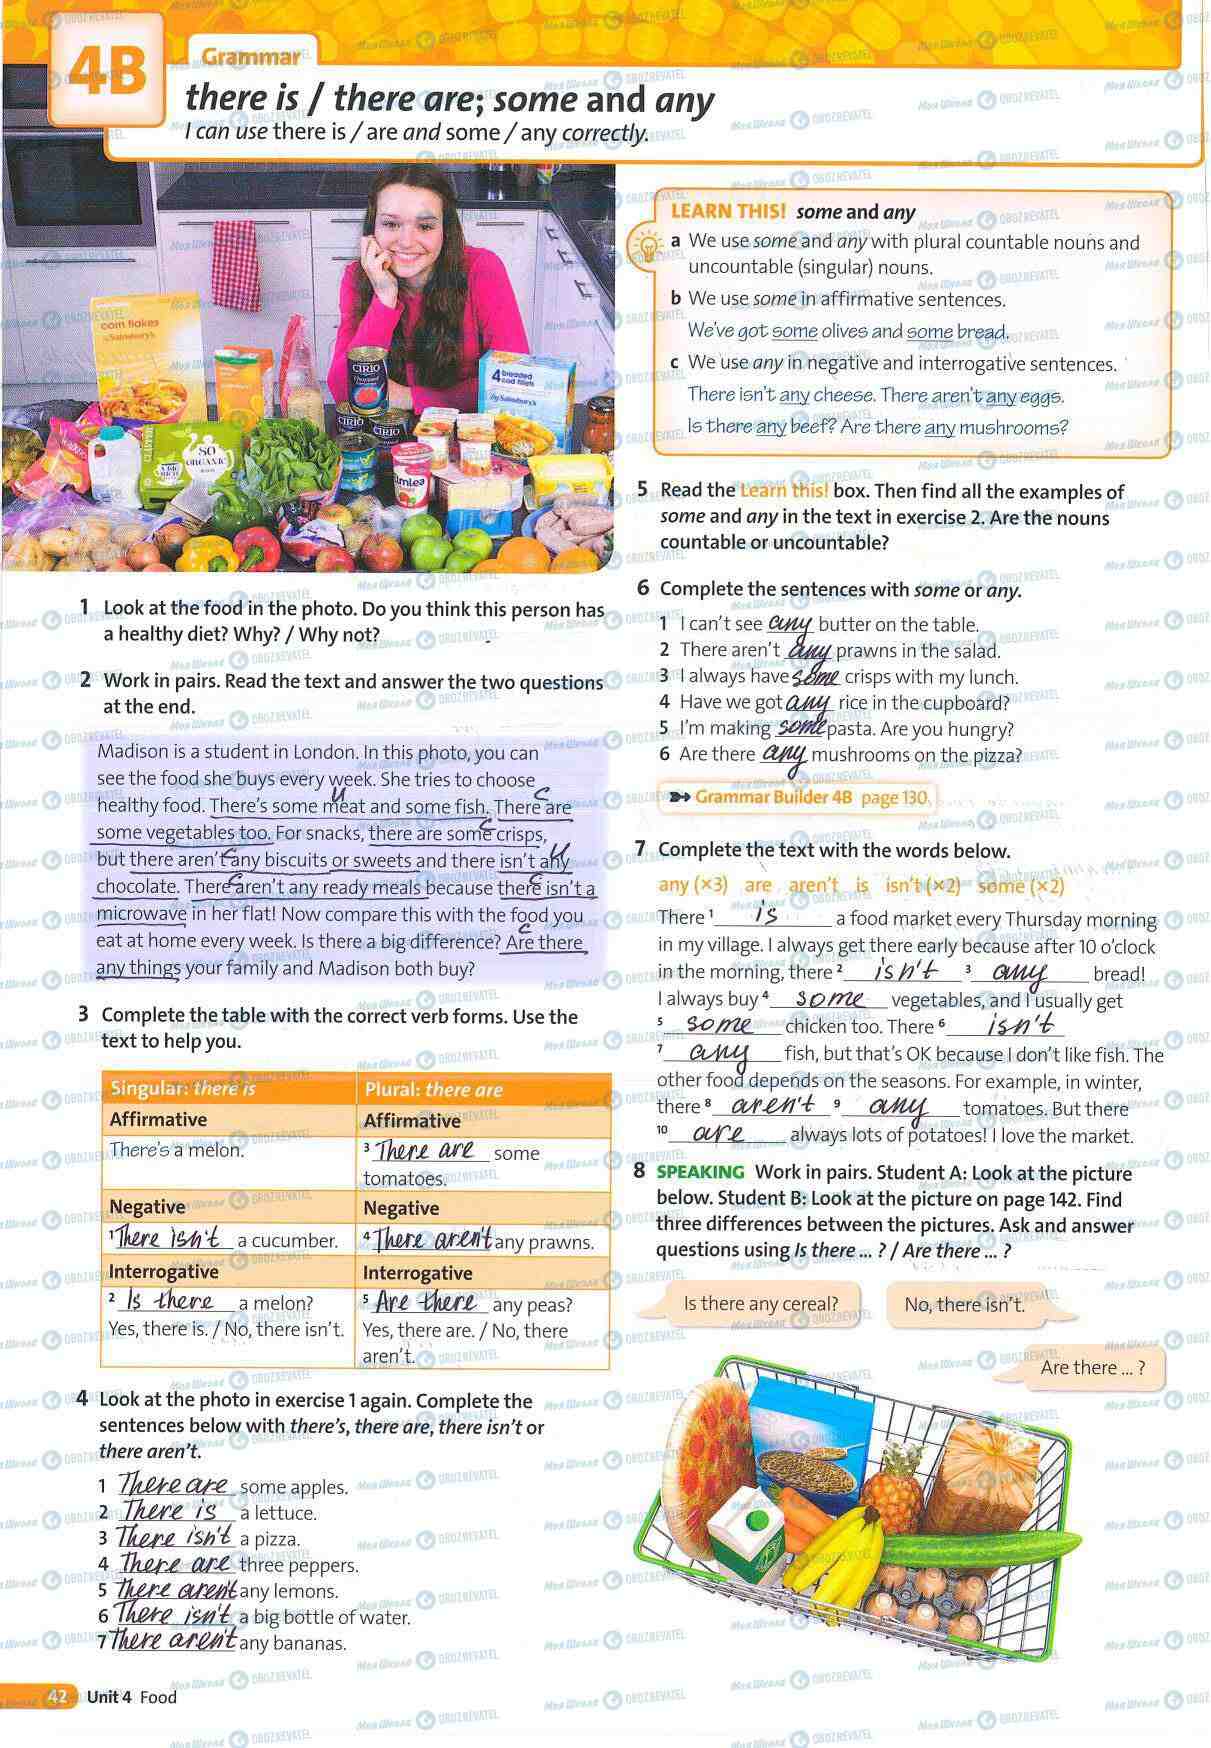 4B
Grammar
there is / there are; some and any
I can use there is / are and some / any correctly.
corn flakes
by Sainsbury's
CIRIO
4 breaded
cod fillets
by Sainsbury's
CIRIO
CIRIO
SO
ORGANIC
elmlea
1 Look at the food in the photo. Do you think this person has
a healthy diet? Why? / Why not?
2 Work in pairs. Read the text and answer the two questions
at the end.
Madison is a student in London. In this photo, you can
see the food she buys every week. She tries to choose
healthy food. There's some meat and some fish. There are
some vegetables too. For snacks, there are some crisps,
but there aren't any biscuits or sweets and there isn't any
chocolate. There aren't any ready meals because there isn't a
microwave in her flat! Now compare this with the food you
eat at home every week. Is there a big difference? Are there
any things your family and Madison both buy?
3 Complete the table with the correct verb forms. Use the
text to help you.
Singular: there is
Affirmative
There's a melon.
Negative
1 There isn't a cucumber.
Interrogative
2 Is there a melon?
Yes, there is. / No, there isn't.
Plural: there are
Affirmative
3 There are some
tomatoes.
Negative
4 There aren't any prawns.
Interrogative
5 Are there any peas?
Yes, there are. / No, there
aren't.
4 Look at the photo in exercise 1 again. Complete the
sentences below with there's, there are, there isn't or
there aren't.
1 There are some apples.
2 There is a lettuce.
3 There isn't a pizza.
4 There are three peppers.
5 There aren't any lemons.
6 There isn't a big bottle of water.
7 There aren't any bananas.
LEARN THIS! some and any
a We use some and any with plural countable nouns and
uncountable (singular) nouns.
b We use some in affirmative sentences.
We've got some olives and some bread.
c We use any in negative and interrogative sentences.
There isn't any cheese. There aren't any eggs.
Is there any beef? Are there any mushrooms?
5 Read the Learn this! box. Then find all the examples of
some and any in the text in exercise 2. Are the nouns
countable or uncountable?
6 Complete the sentences with some or any.
1 I can't see any butter on the table.
2 There aren't any prawns in the salad.
3 I always have some crisps with my lunch.
4 Have we got any rice in the cupboard?
5 I'm making some pasta. Are you hungry?
6 Are there any mushrooms on the pizza?
Grammar Builder 4B page 130
7 Complete the text with the words below.
any (×3) are aren't is isn't (×2) some (×2)
There 1 is a food market every Thursday morning
in my village. I always get there early because after 10 o'clock
in the morning, there 2 isn't 3 any bread!
I always buy 4 some vegetables, and I usually get
5 some chicken too. There 6 isn't
7 any fish, but that's OK because I don't like fish. The
other food depends on the seasons. For example, in winter,
there 8 aren't 9 any tomatoes. But there
10 are always lots of potatoes! I love the market.
8 SPEAKING Work in pairs. Student A: Look at the picture
below. Student B: Look at the picture on page 142. Find
three differences between the pictures. Ask and answer
questions using Is there ... ? / Are there ... ?
Is there any cereal?
No, there isn't.
Are there ... ?
42 Unit 4 Food